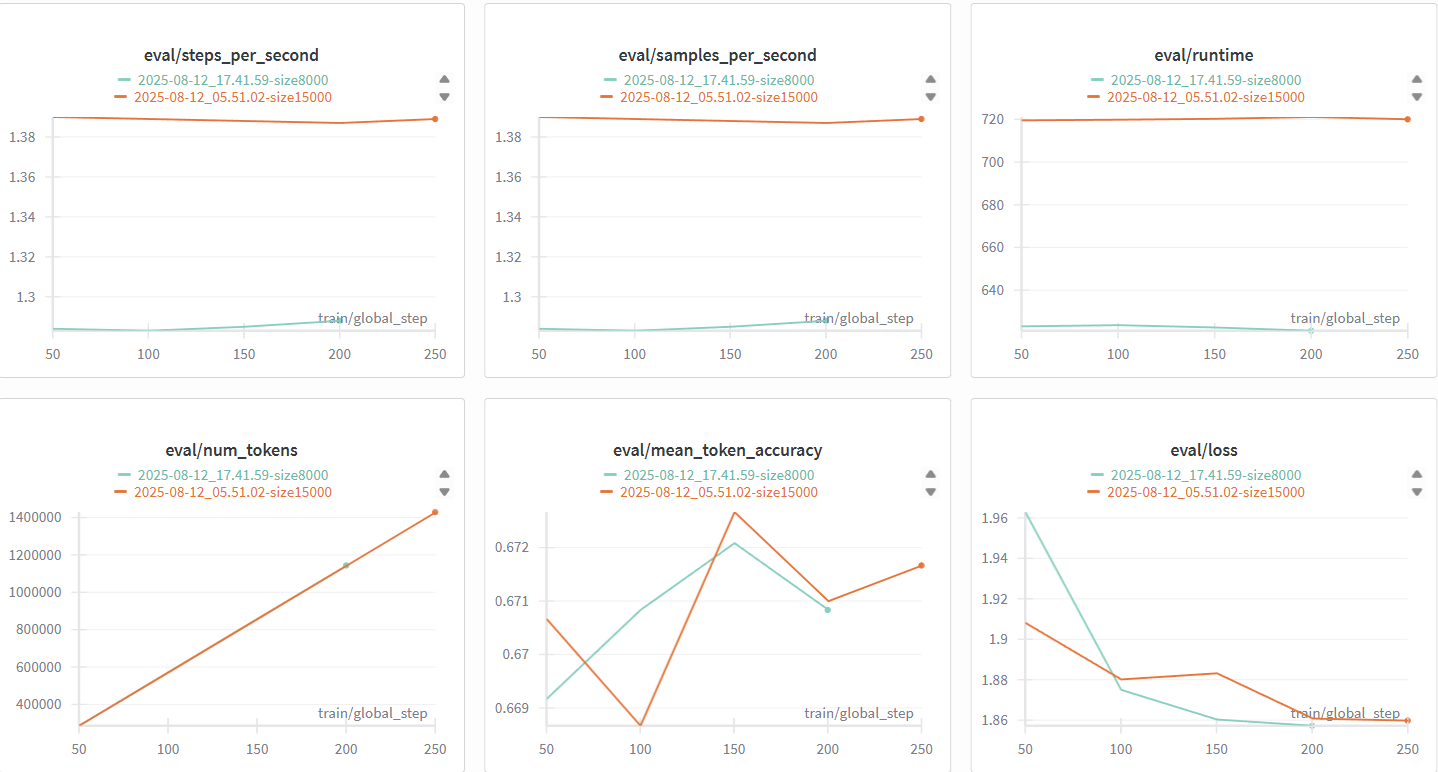 eval/steps_per_second
2025-08-12_17.41.59-size8000
2025-08-12_05.51.02-size15000
1.38
1.36
1.34
1.32
1.3
train/global_step
50 100 150 200 250
eval/samples_per_second
2025-08-12_17.41.59-size8000
2025-08-12_05.51.02-size15000
1.38
1.36
1.34
1.32
1.3
train/global_step
50 100 150 200 250
eval/runtime
2025-08-12_17.41.59-size8000
2025-08-12_05.51.02-size15000
720
700
680
660
640
train/global_step
50 100 150 200 250
eval/num_tokens
2025-08-12_17.41.59-size8000
2025-08-12_05.51.02-size15000
1400000
1200000
1000000
800000
600000
400000
train/global_step
50 100 150 200 250
eval/mean_token_accuracy
2025-08-12_17.41.59-size8000
2025-08-12_05.51.02-size15000
0.672
0.671
0.67
0.669
train/global_step
50 100 150 200 250
eval/loss
2025-08-12_17.41.59-size8000
2025-08-12_05.51.02-size15000
1.96
1.94
1.92
1.9
1.88
1.86
train/global_step
50 100 150 200 250